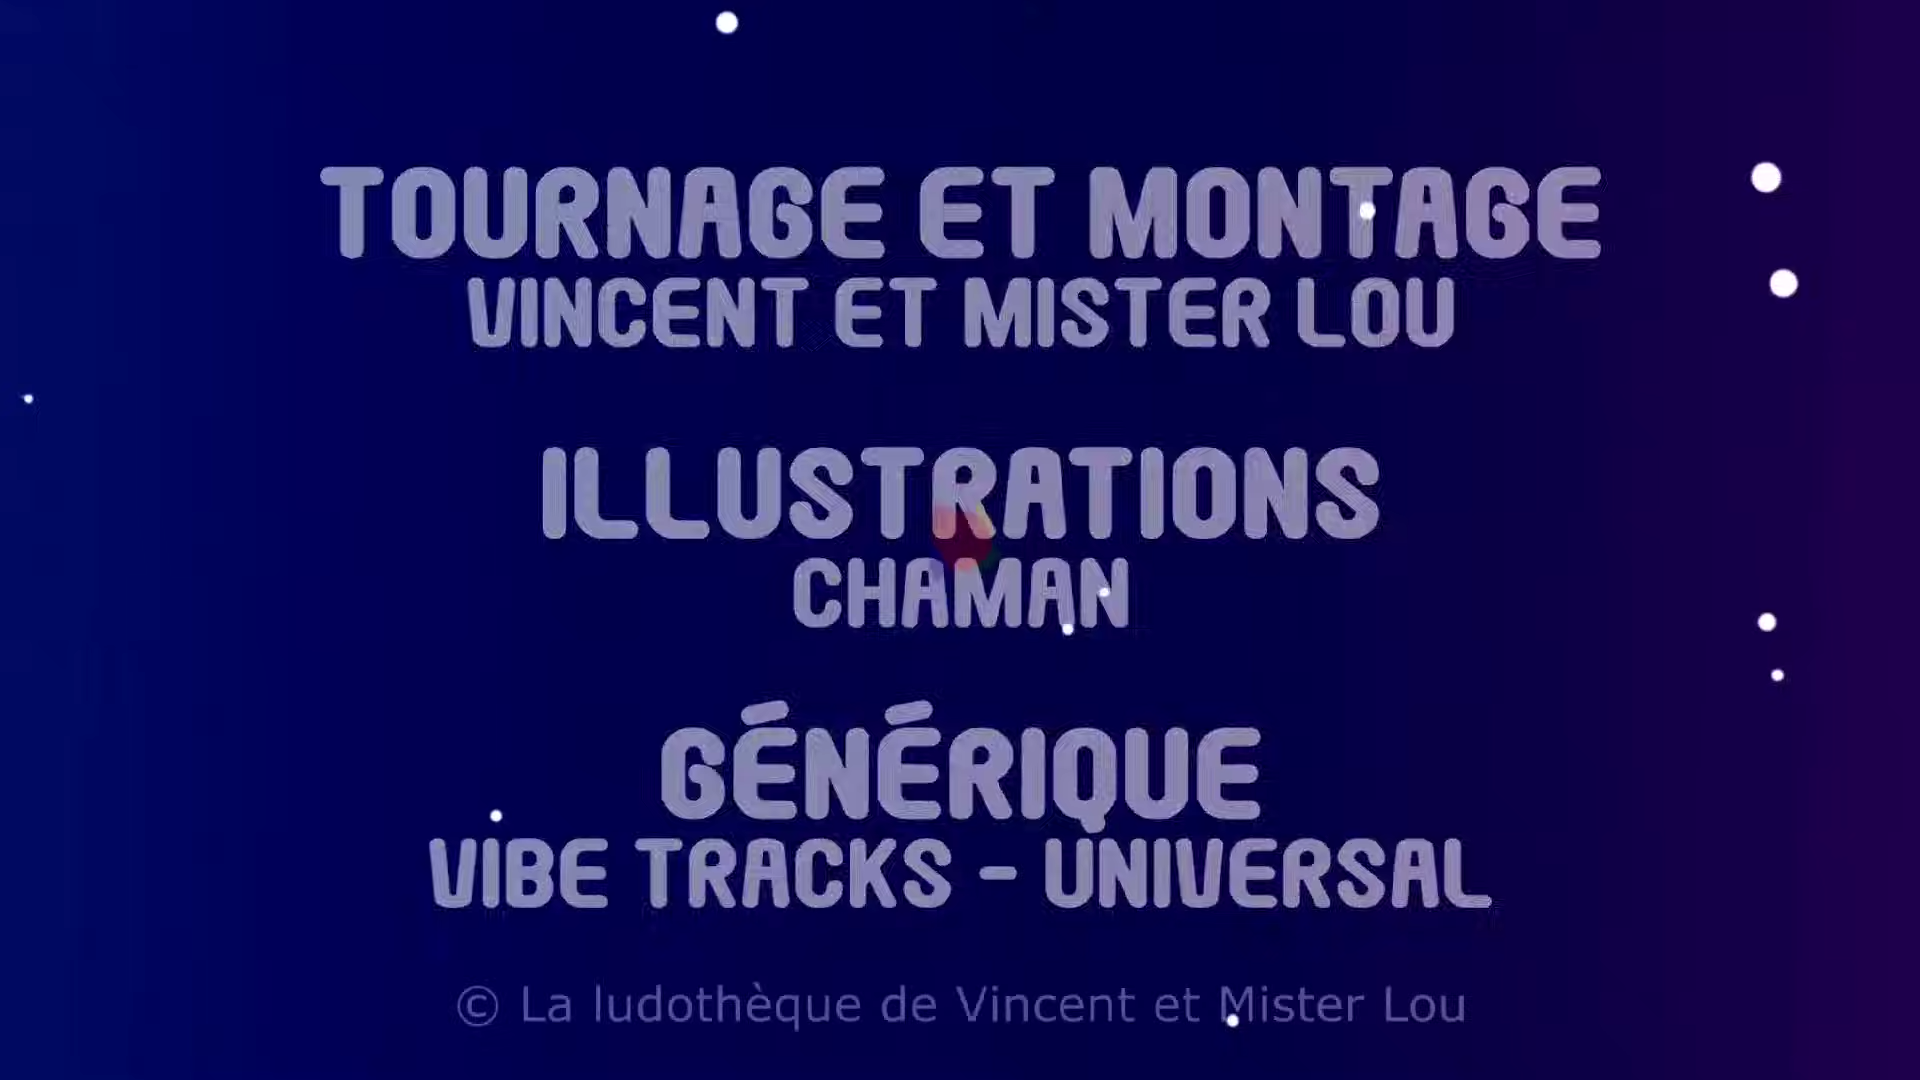 TOURNAGE ET MONTAGE
VINCENT ET MISTER LOU
ILLUSTRATIONS
CHAMAN
GÉNÉRIQUE
VIBE TRACKS - UNIVERSAL
© La ludothèque de Vincent et Mister Lou